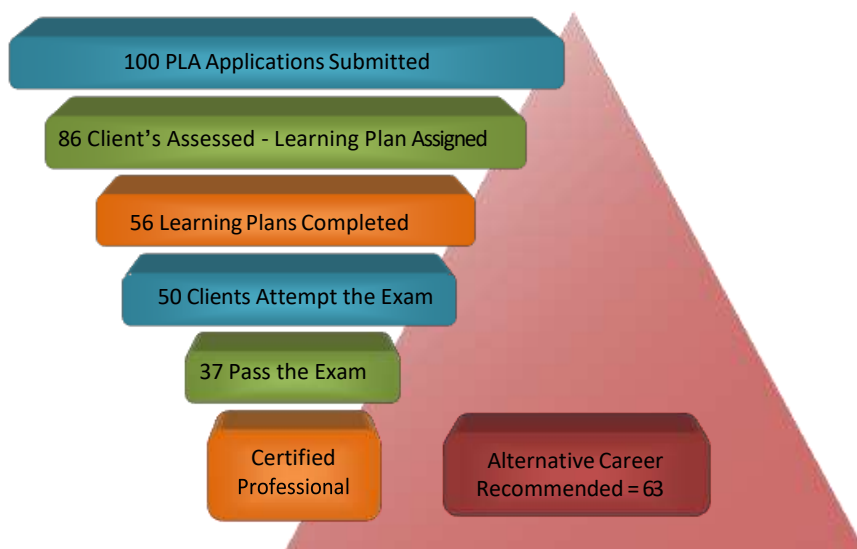 100 PLA Applications Submitted
86 Client’s Assessed - Learning Plan Assigned
56 Learning Plans Completed
50 Clients Attempt the Exam
37 Pass the Exam
Certified
Professional
Alternative Career
Recommended = 63